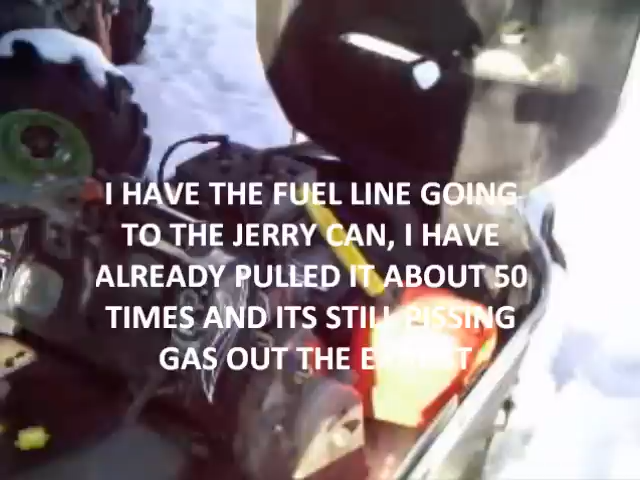 I HAVE THE FUEL LINE GOING
TO THE JERRY CAN, I HAVE
ALREADY PULLED IT ABOUT 50
TIMES AND ITS STILL PISSING
GAS OUT THE